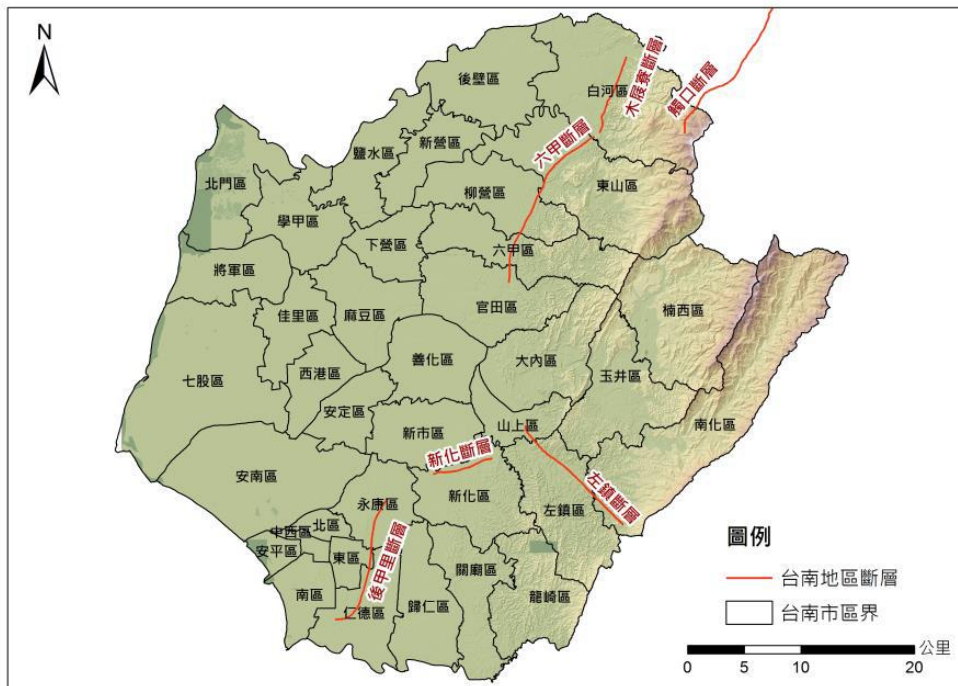 N
後壁區
白河區
木屐寮斷層
觸口斷層
新營區
鹽水區
六甲斷層
北門區
柳營區
東山區
學甲區
下營區
六甲區
將軍區
官田區
佳里區
麻豆區
楠西區
善化區
大內區
七股區
西港區
玉井區
安定區
南化區
新市區
山上區
新化斷層
安南區
左鎮斷層
新化區
永康區
左鎮區
北區
中西區
安平區
東區
後甲里斷層
關廟區
龍崎區
南區
仁德區
歸仁區
圖例
台南地區斷層
台南市區界
公里
0 5 10 20